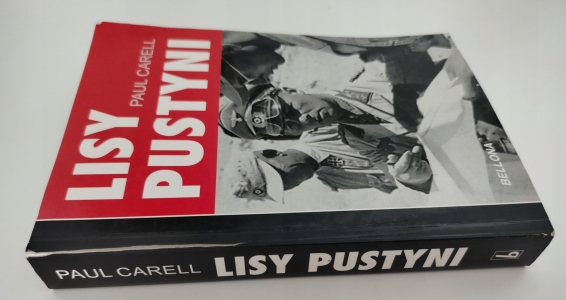 PAUL CARELL
LISY
PUSTYNI
BELLONA
PAUL CARELL LISY PUSTYNI b